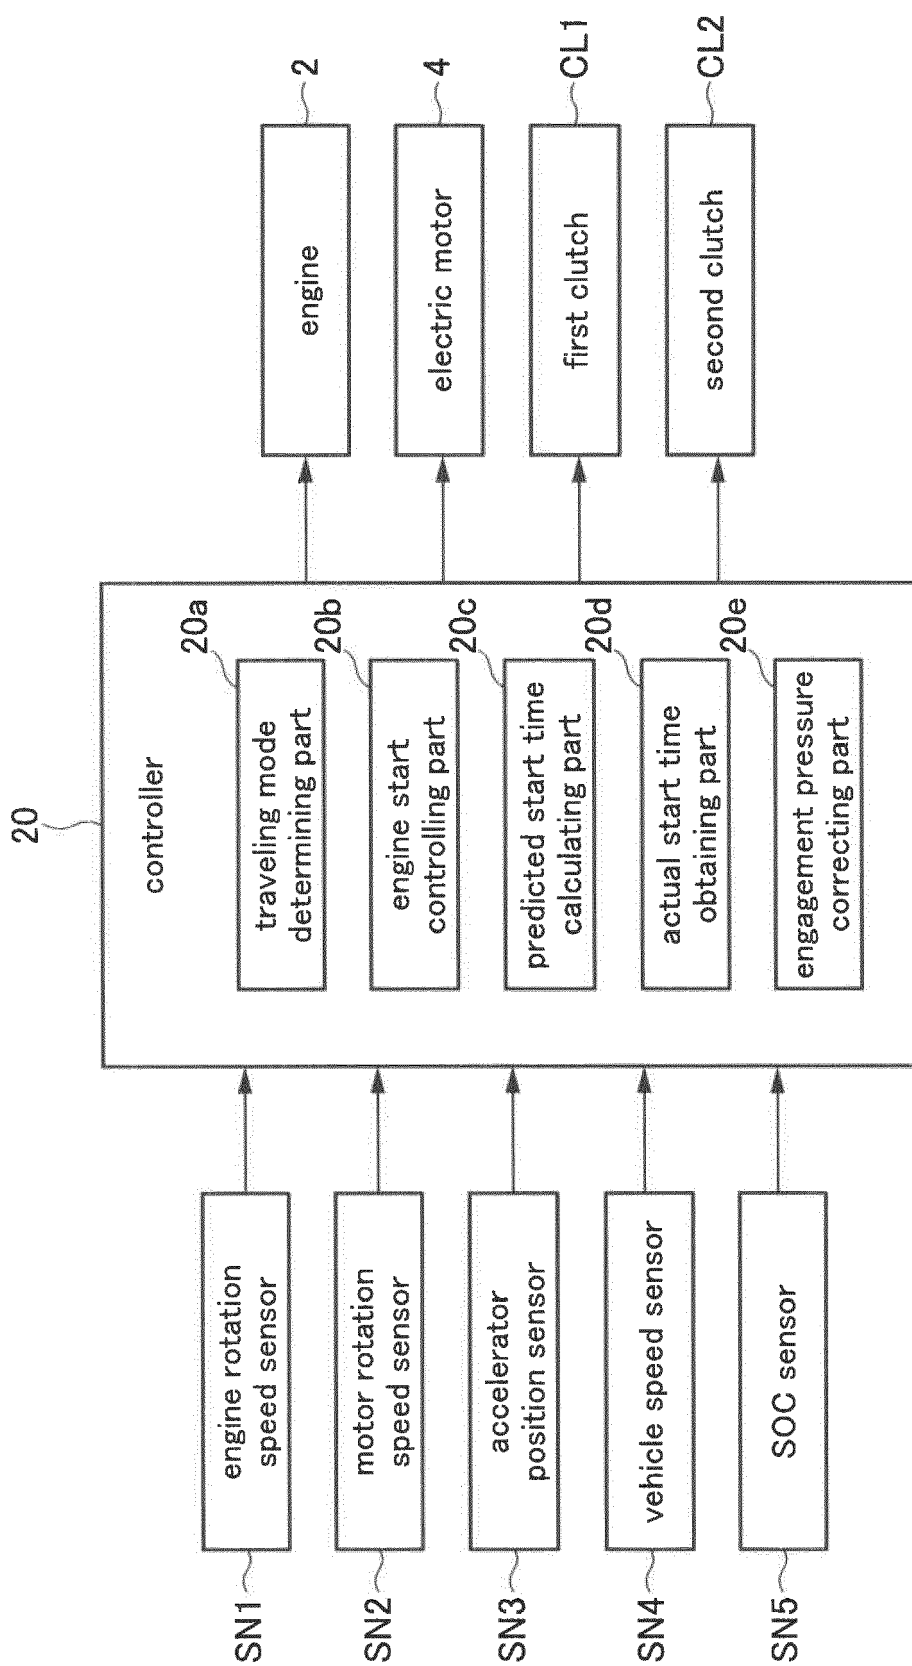 20
controller
20a
traveling mode
determining part
20b
engine start
controlling part
20c
predicted start time
calculating part
20d
actual start time
obtaining part
20e
engagement pressure
correcting part
SN1
engine rotation
speed sensor
SN2
motor rotation
speed sensor
SN3
accelerator
position sensor
SN4
vehicle speed sensor
SN5
SOC sensor
engine
2
electric motor
4
first clutch
CL1
second clutch
CL2